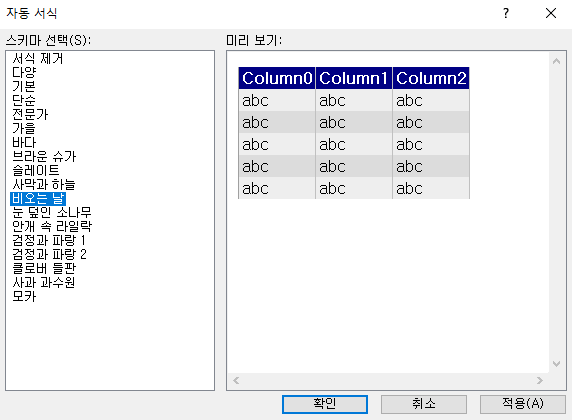 자동 서식
스키마 선택(S):
서식 제거
다양
기본
단순
전문가
가을
바다
브라운 슈가
슬레이트
사막과 하늘
비오는 날
눈 덮인 소나무
안개 속 라일락
검정과 파랑 1
검정과 파랑 2
클로버 들판
사과 과수원
모카
미리 보기:
Column0 Column1 Column2
abc abc abc
abc abc abc
abc abc abc
abc abc abc
abc abc abc
확인 취소 적용(A)